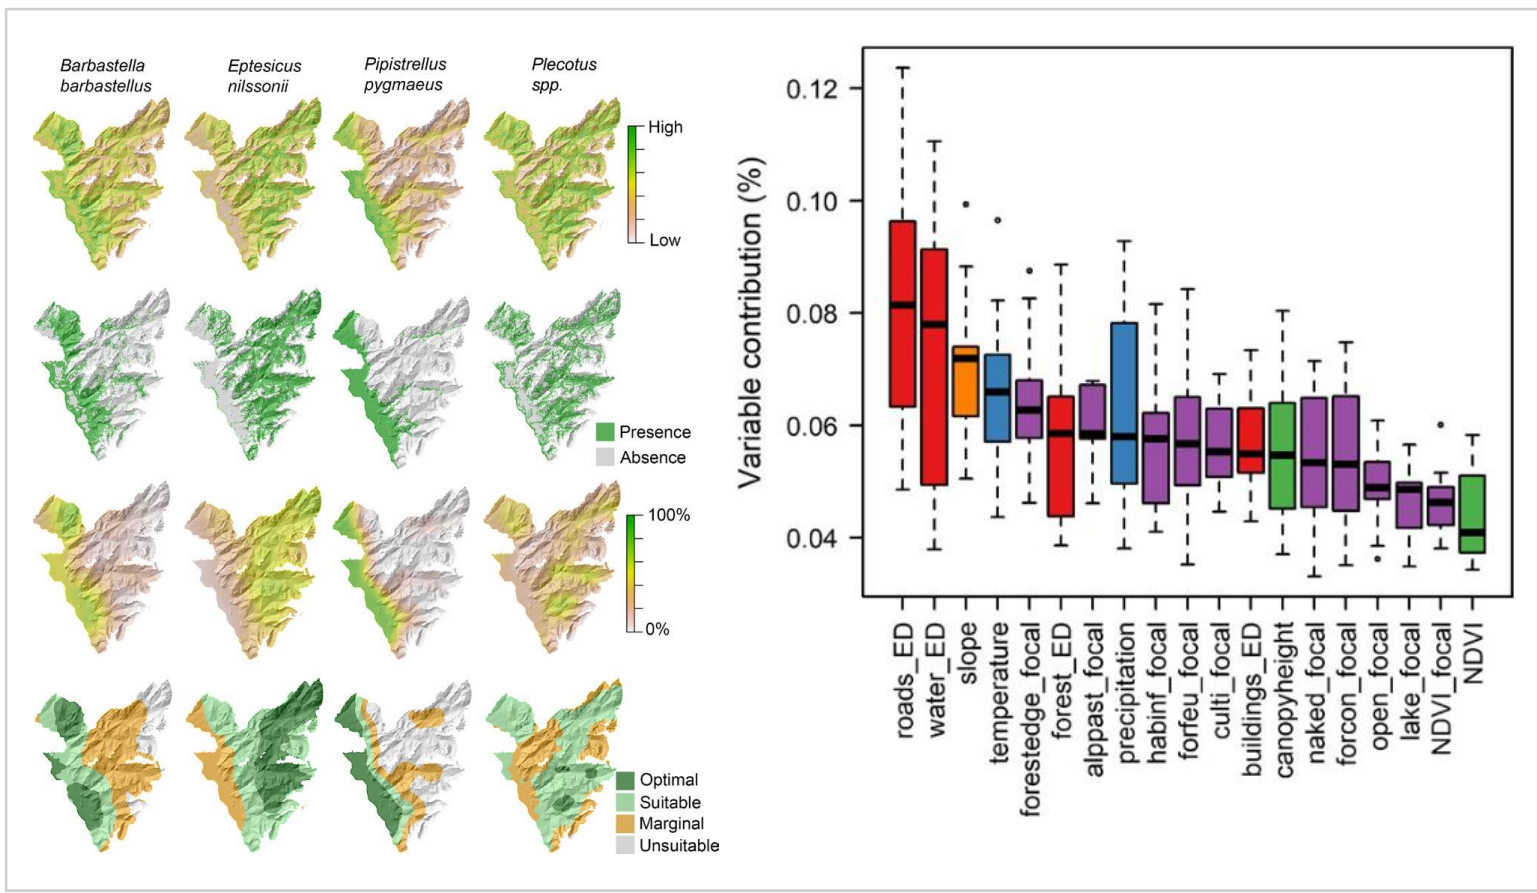 Barbastella
barbastellus
Eptesicus
nilssonii
Pipistrellus
pygmaeus
Plecotus
spp.
High
Low
Presence
Absence
100%
0%
Optimal
Suitable
Marginal
Unsuitable
Variable contribution (%)
0.12
0.10
0.08
0.06
0.04
roads_ED
water_ED
slope
temperature
forestedge_focal
forest_ED
alppast_focal
precipitation
habinf_focal
forfeu_focal
culti_focal
buildings_ED
canopyheight
naked_focal
forcon_focal
open_focal
lake_focal
NDVI_focal
NDVI